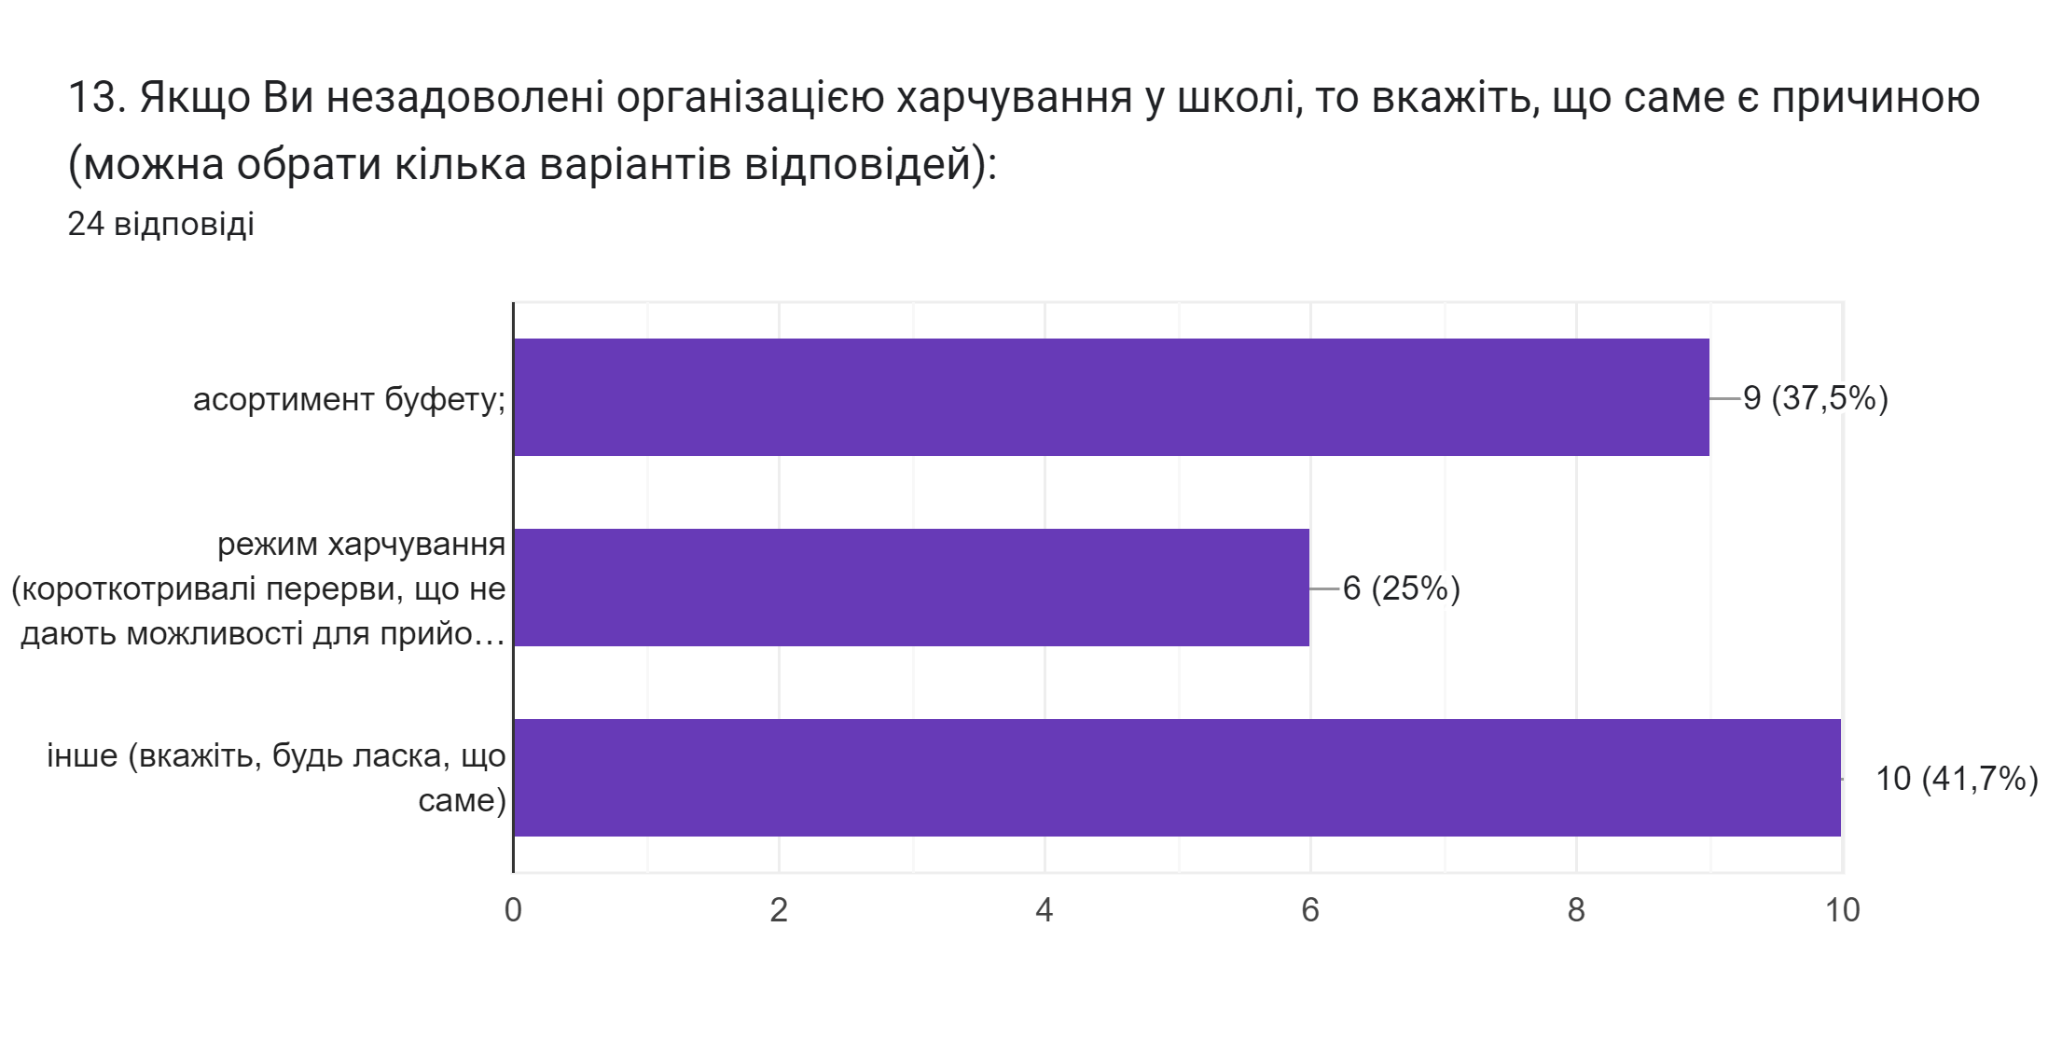 13. Якщо Ви незадоволені організацією харчування у школі, то вкажіть, що саме є причиною
(можна обрати кілька варіантів відповідей):
24 відповіді
асортимент буфету;
9 (37,5%)
режим харчування
(короткотривалі перерви, що не
дають можливості для прийо…
6 (25%)
інше (вкажіть, будь ласка, що
саме)
10 (41,7%)
0 2 4 6 8 10